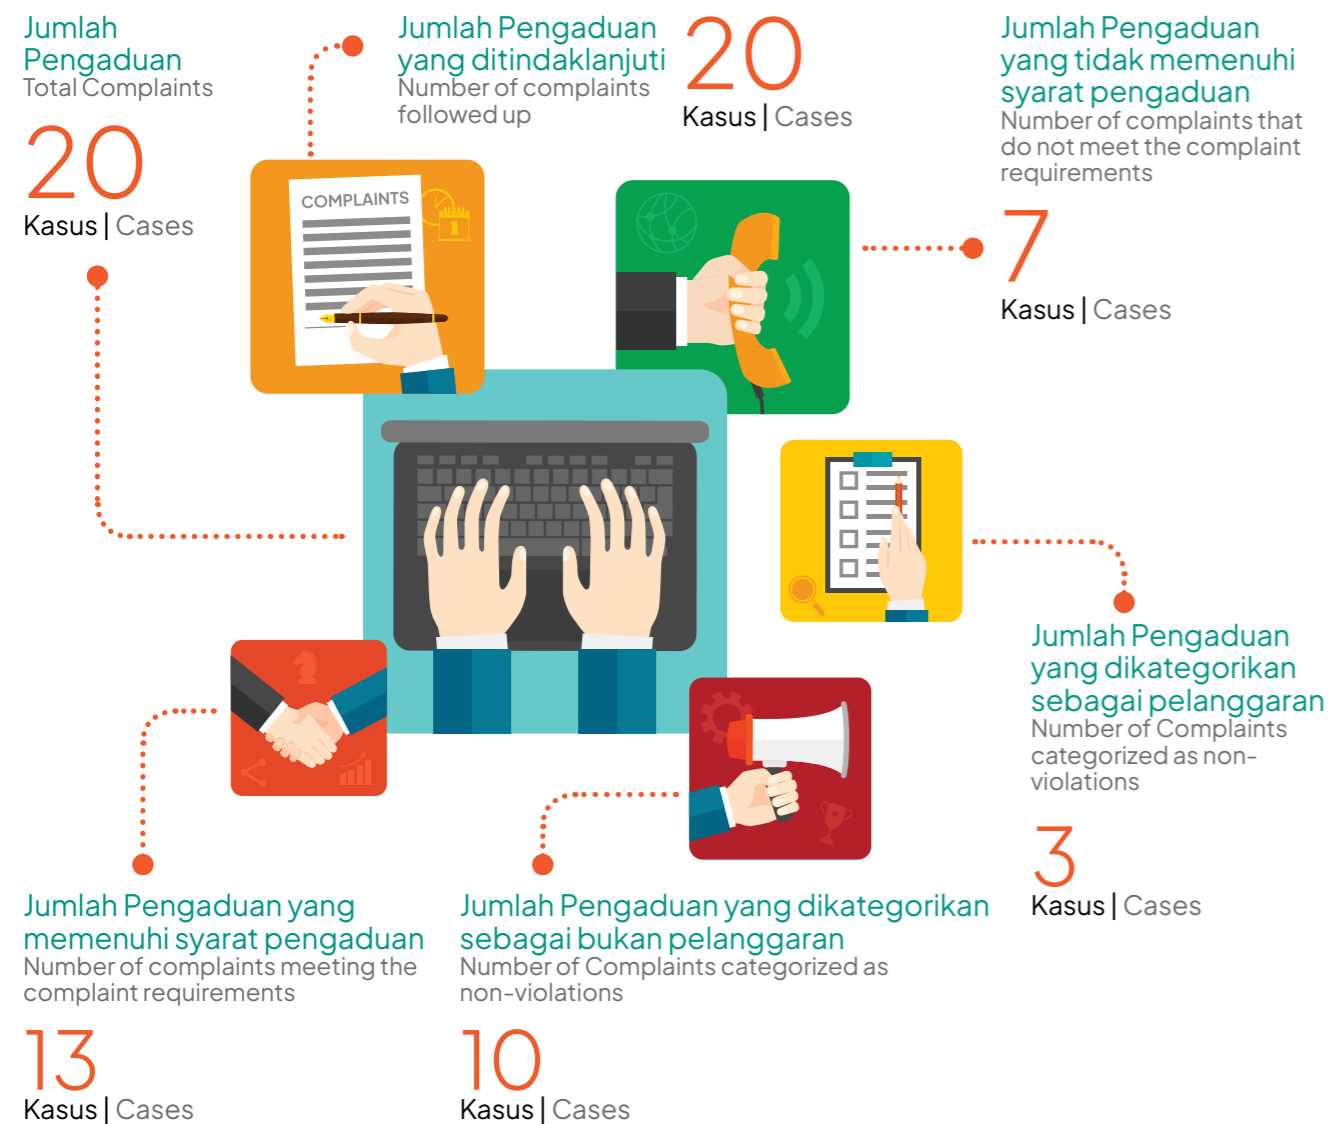 Jumlah
Pengaduan
Total Complaints
20
Kasus | Cases
Jumlah Pengaduan
yang ditindaklanjuti
Number of complaints
followed up
20
Kasus | Cases
Jumlah Pengaduan
yang tidak memenuhi
syarat pengaduan
Number of complaints that
do not meet the complaint
requirements
7
Kasus | Cases
COMPLAINTS
1
Jumlah Pengaduan
yang dikategorikan
sebagai pelanggaran
Number of Complaints
categorized as non-
violations
3
Kasus | Cases
Jumlah Pengaduan yang
memenuhi syarat pengaduan
Number of complaints meeting the
complaint requirements
13
Kasus | Cases
Jumlah Pengaduan yang dikategorikan
sebagai bukan pelanggaran
Number of Complaints categorized as
non-violations
10
Kasus | Cases